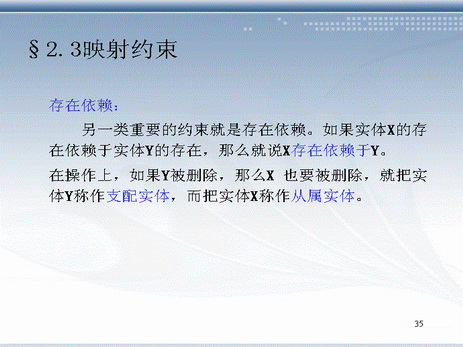 §2.3映射约束
存在依赖：
另一类重要的约束就是存在依赖。如果实体X的存
在依赖于实体Y的存在，那么就说X存在依赖于Y。
在操作上，如果Y被删除，那么X 也要被删除，就把实
体Y称作支配实体，而把实体X称作从属实体。
35